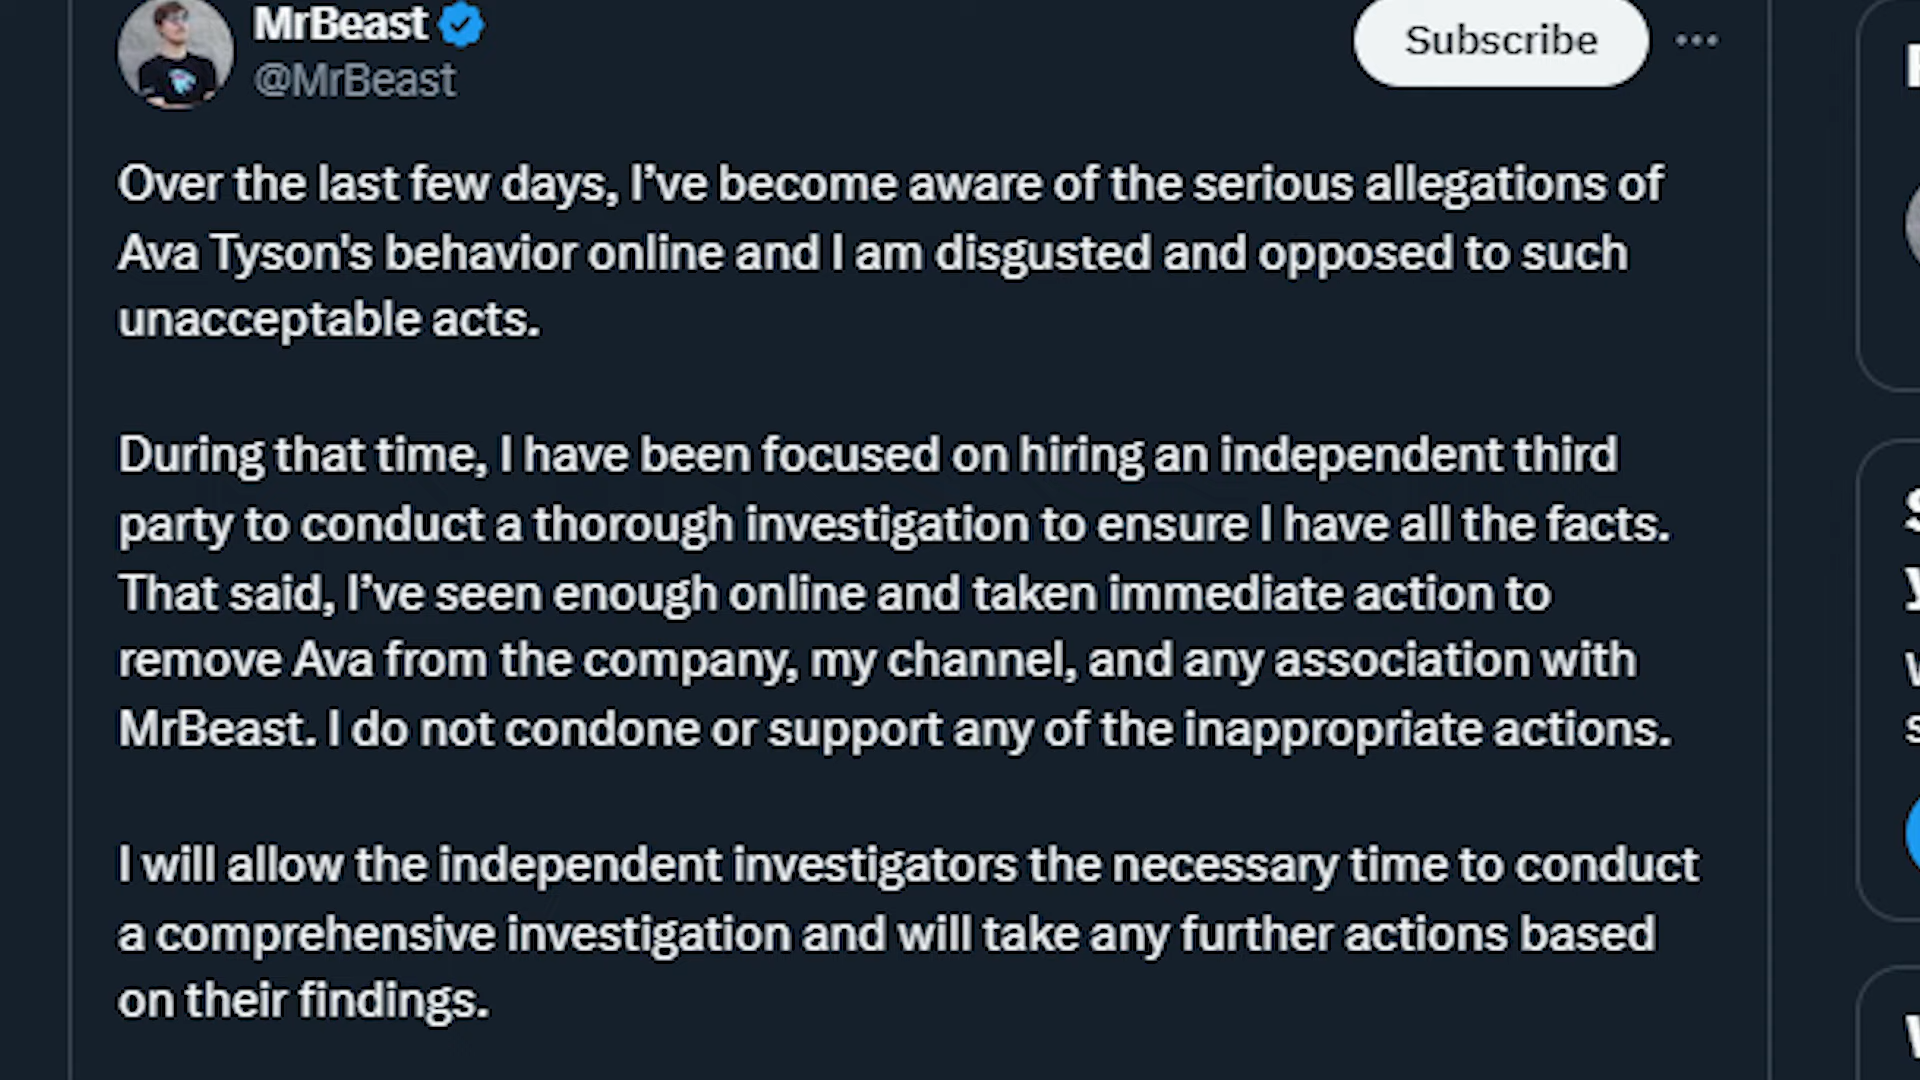 MrBeast
@MrBeast
Subscribe
Over the last few days, I’ve become aware of the serious allegations of
Ava Tyson's behavior online and I am disgusted and opposed to such
unacceptable acts.
During that time, I have been focused on hiring an independent third
party to conduct a thorough investigation to ensure I have all the facts.
That said, I’ve seen enough online and taken immediate action to
remove Ava from the company, my channel, and any association with
MrBeast. I do not condone or support any of the inappropriate actions.
I will allow the independent investigators the necessary time to conduct
a comprehensive investigation and will take any further actions based
on their findings.